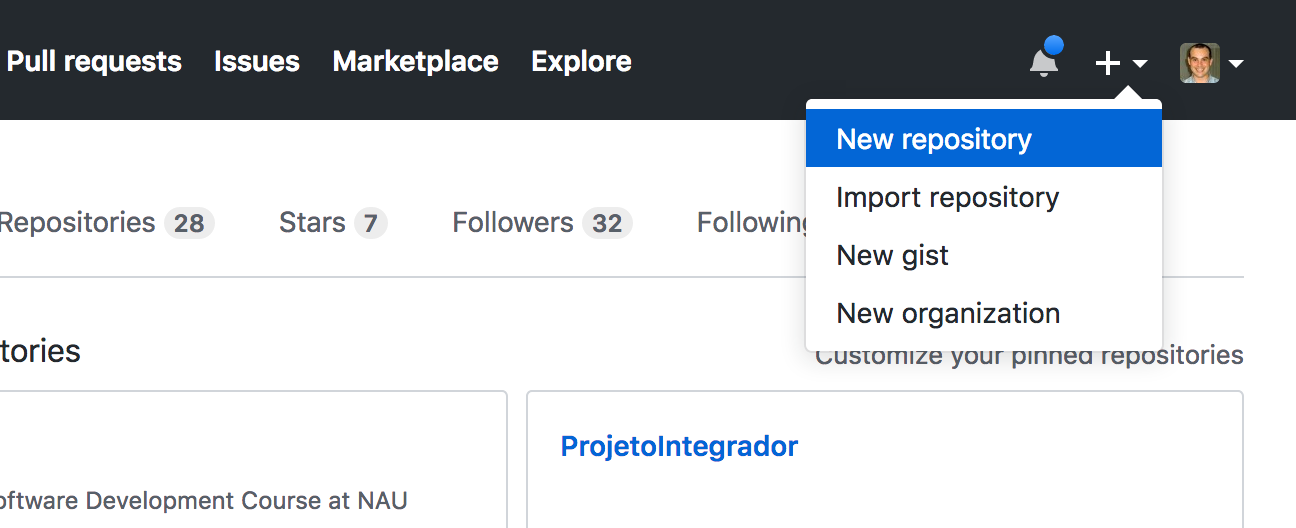 Pull requests Issues Marketplace Explore
New repository
Import repository
New gist
New organization
Repositories 28 Stars 7 Followers 32 Following
tories
Customize your pinned repositories
ProjetoIntegrador
oftware Development Course at NAU